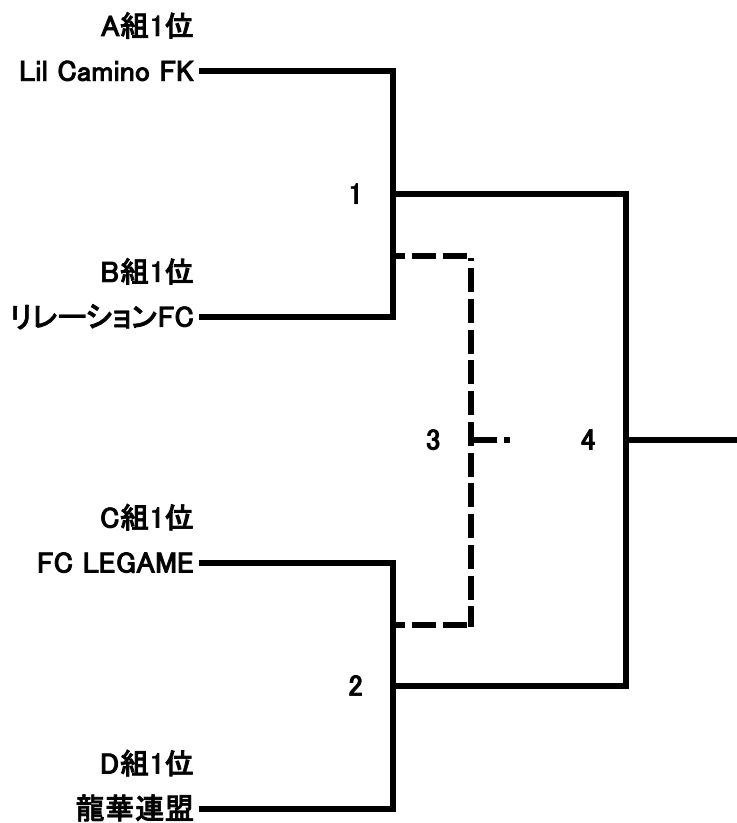 A組1位
Lil Camino FK
1
B組1位
リレーションFC
3
4
C組1位
FC LEGAME
2
D組1位
龍華連盟